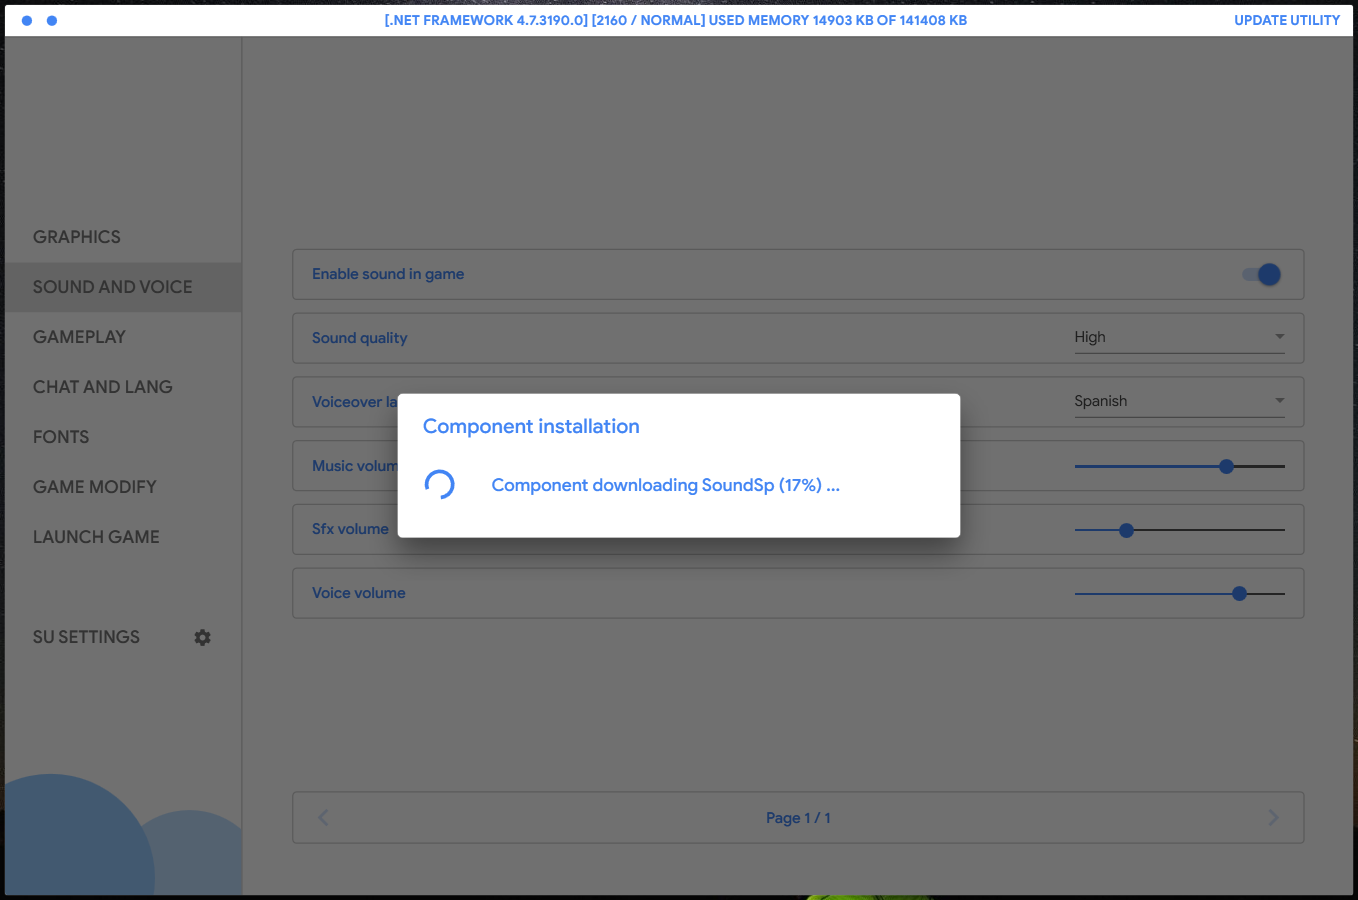 [.NET FRAMEWORK 4.7.3190.0] [2160 / NORMAL] USED MEMORY 14903 KB OF 141408 KB
UPDATE UTILITY
GRAPHICS
SOUND AND VOICE
GAMEPLAY
CHAT AND LANG
FONTS
GAME MODIFY
LAUNCH GAME
SU SETTINGS
Enable sound in game
Sound quality
High
Voiceover
Spanish
Music
Sfx volume
Voice volume
Component installation
Component downloading SoundSp (17%) ...
Page 1 / 1